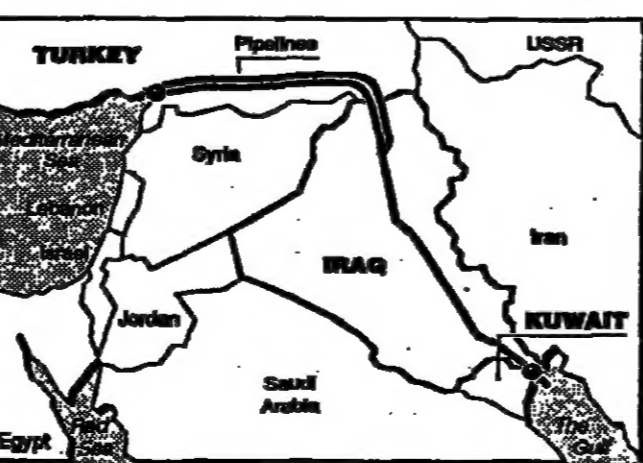 TURKEY
Pipelines
USSR
Mediterranean
Sea
Syria
Lebanon
Israel
Iran
IRAQ
Jordan
KUWAIT
Saudi
Arabia
Egypt
Red
Sea
The
Gulf